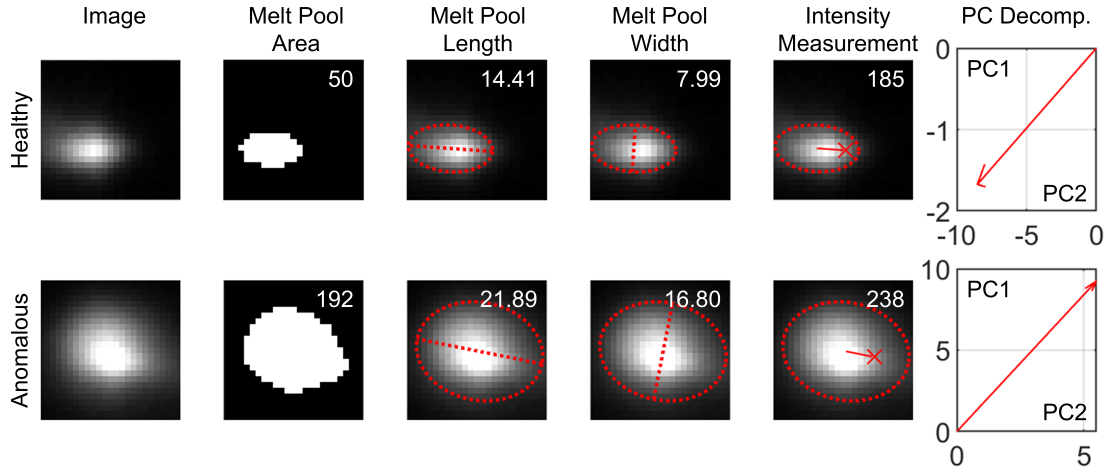 Image
Melt Pool
Area
Melt Pool
Length
Melt Pool
Width
Intensity
Measurement
PC Decomp.
Healthy
50
14.41
7.99
185
PC1
PC2
0
-1
-2
-10
-5
0
Anomalous
192
21.89
16.80
238
PC1
PC2
10
5
0
0
5